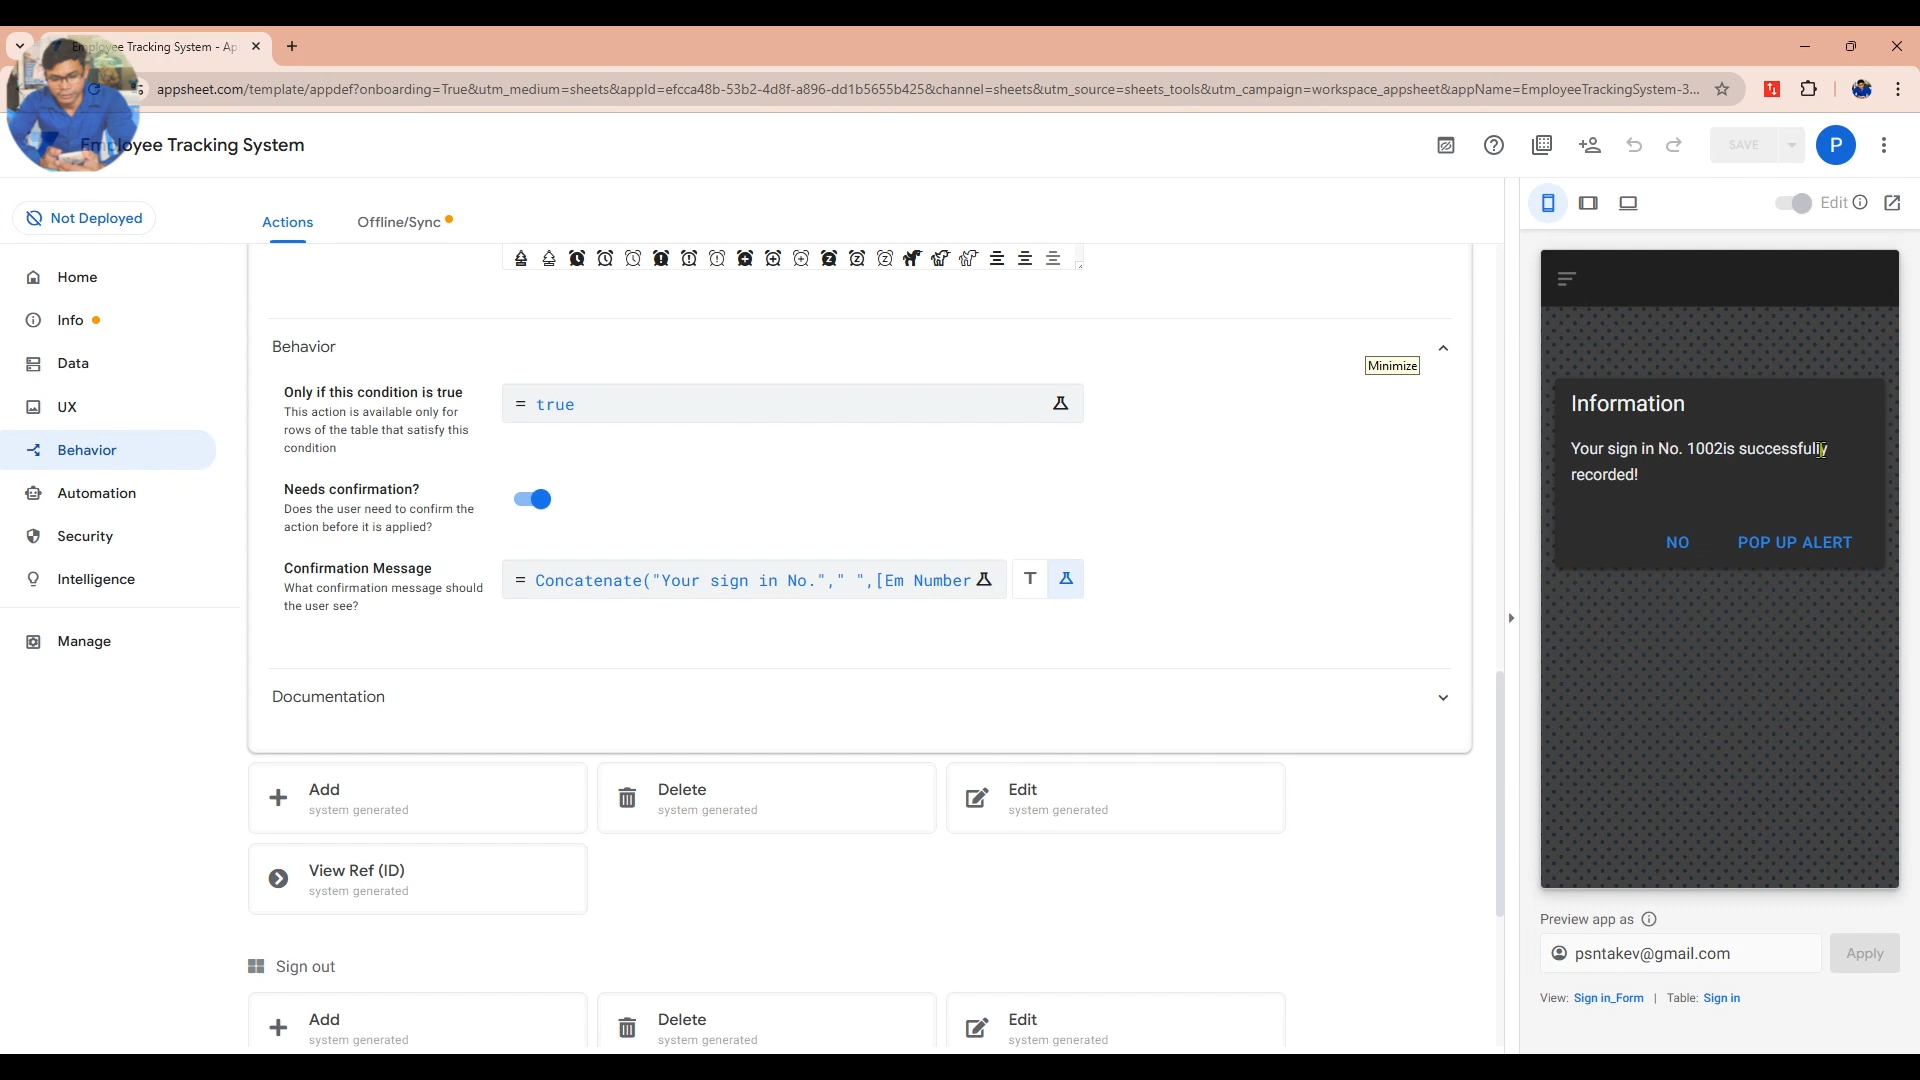 Employee Tracking System - Ap
appsheet.com/template/appdef?onboarding=True&utm_medium=sheets&appId=efcca48b-53b2-4d8f-a896-dd1b5655b425&channel=sheets&utm_source=sheets_tools&utm_campaign=workspace_appsheet&appName=EmployeeTrackingSystem-3...
Employee Tracking System
SAVE
P
Not Deployed
Actions
Offline/Sync
Edit
Home
Info
Data
UX
Behavior
Automation
Security
Intelligence
Manage
Behavior
Minimize
Only if this condition is true
This action is available only for
rows of the table that satisfy this
condition
= true
Needs confirmation?
Does the user need to confirm the
action before it is applied?
Confirmation Message
What confirmation message should
the user see?
= Concatenate("Your sign in No."," ",[Em Number
T
Documentation
Add
system generated
Delete
system generated
Edit
system generated
View Ref (ID)
system generated
Sign out
Add
system generated
Delete
system generated
Edit
system generated
Information
Your sign in No. 1002is successfully
recorded!
NO
POP UP ALERT
Preview app as
psntakev@gmail.com
Apply
View: Sign in_Form | Table: Sign in